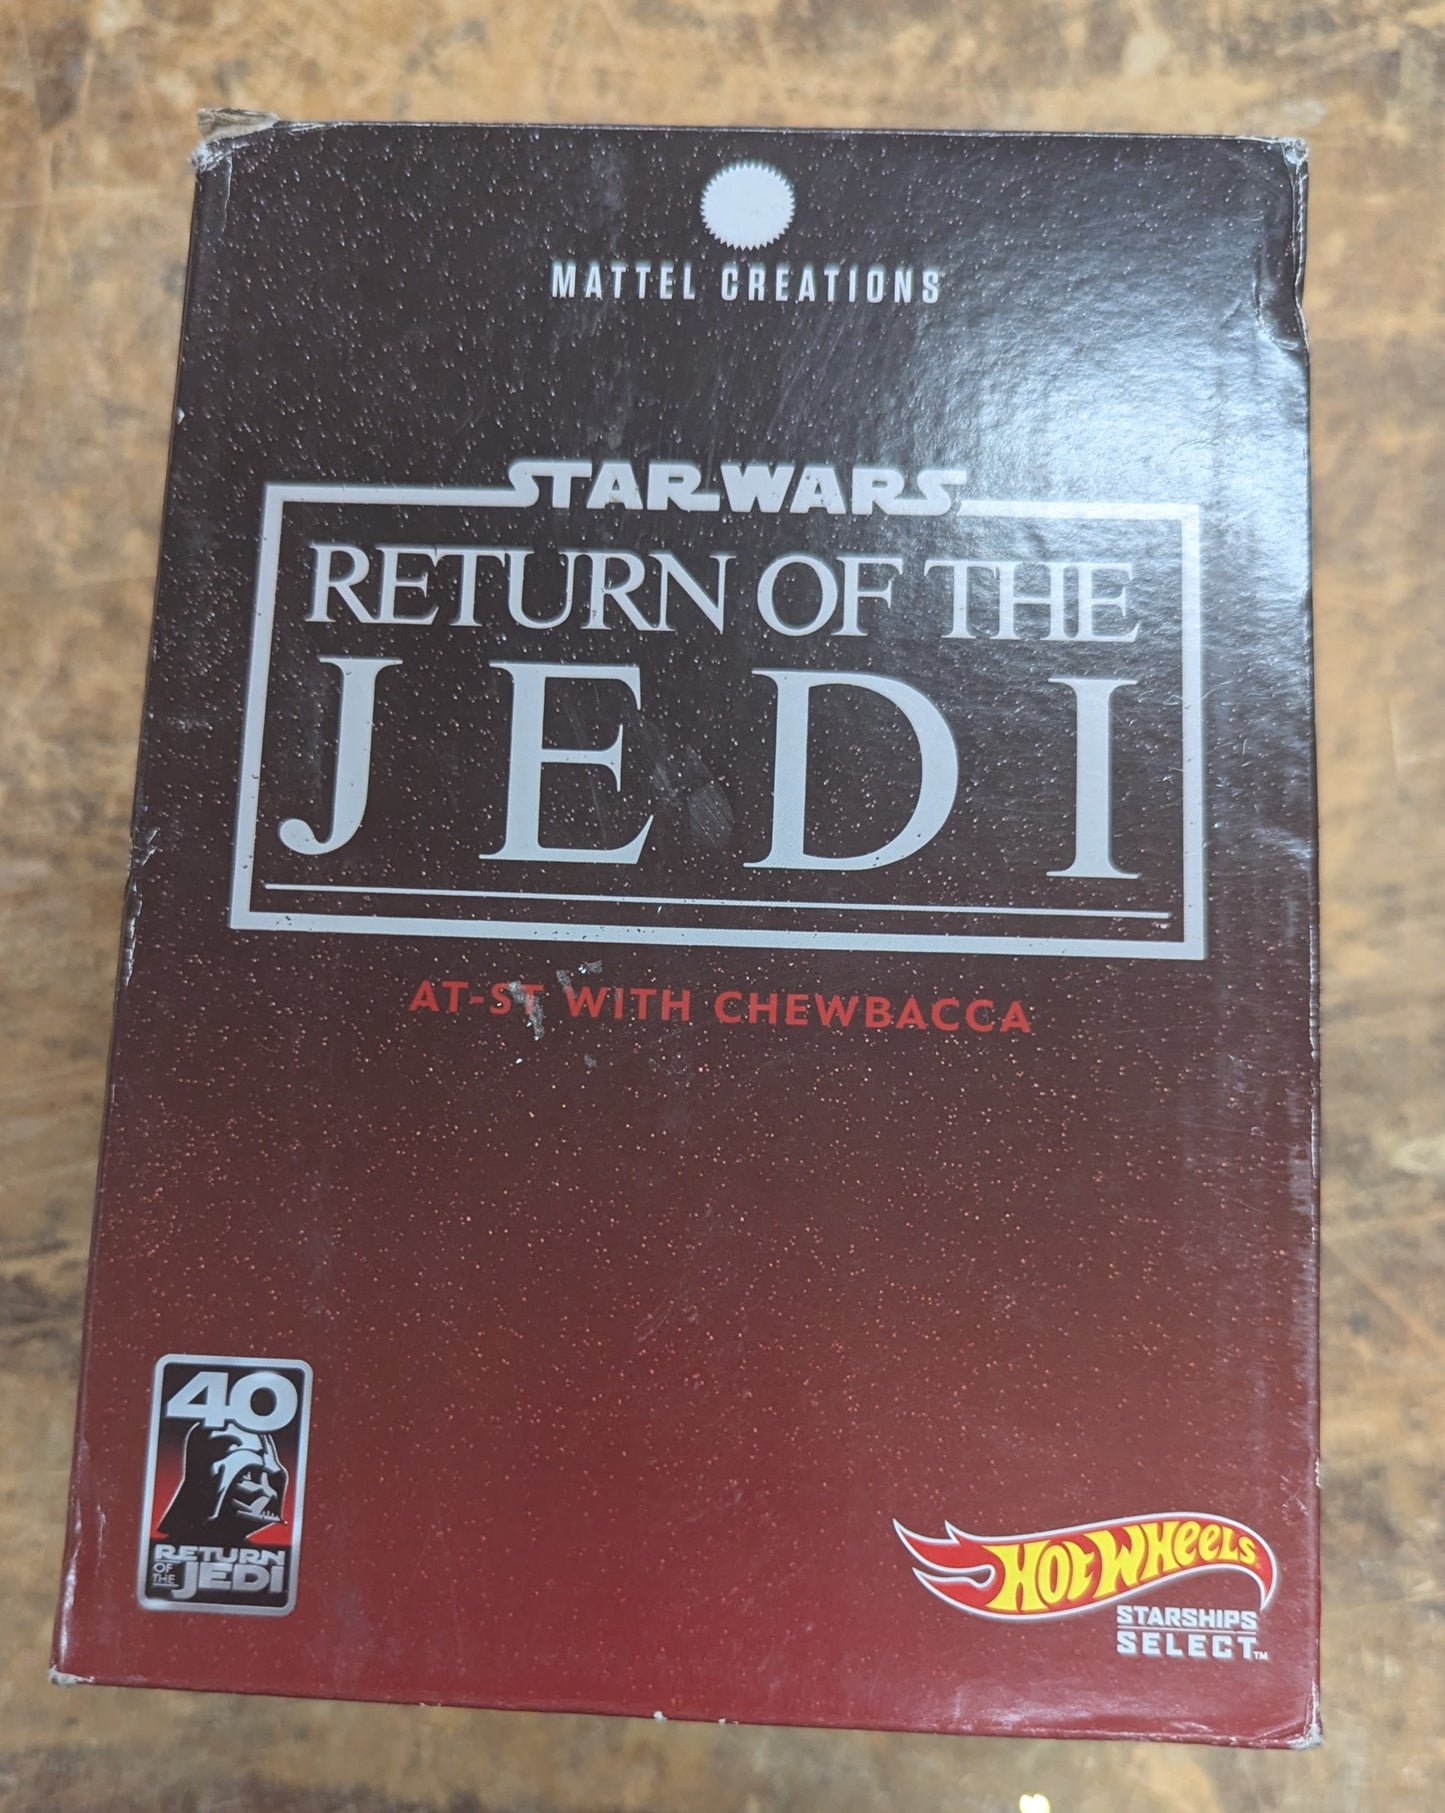 MATTEL CREATIONS
STAR WARS
RETURN OF THE
JEDI
AT-ST WITH CHEWBACCA
40
RETURN
OF THE JEDI
HOT WHEELS
STARSHIPS
SELECT™